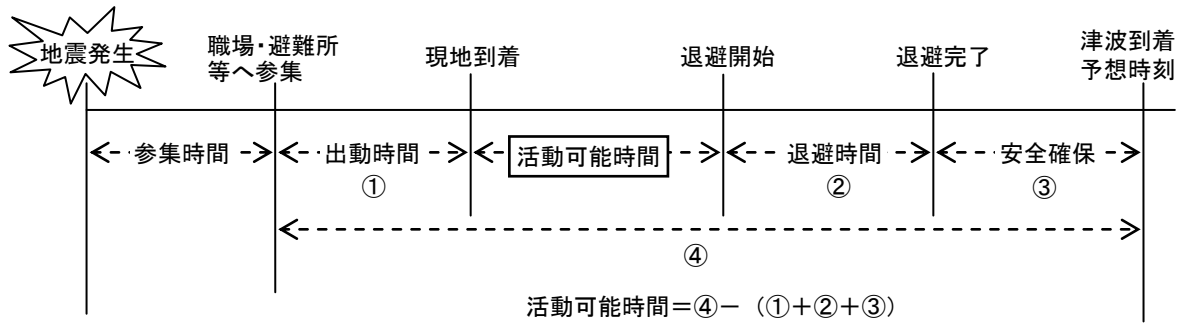 地震発生
職場・避難所
等へ参集
現地到着
退避開始
退避完了
津波到着
予想時刻
参集時間
出動時間
①
活動可能時間
退避時間
②
安全確保
③
④
活動可能時間＝④－（①＋②＋③）